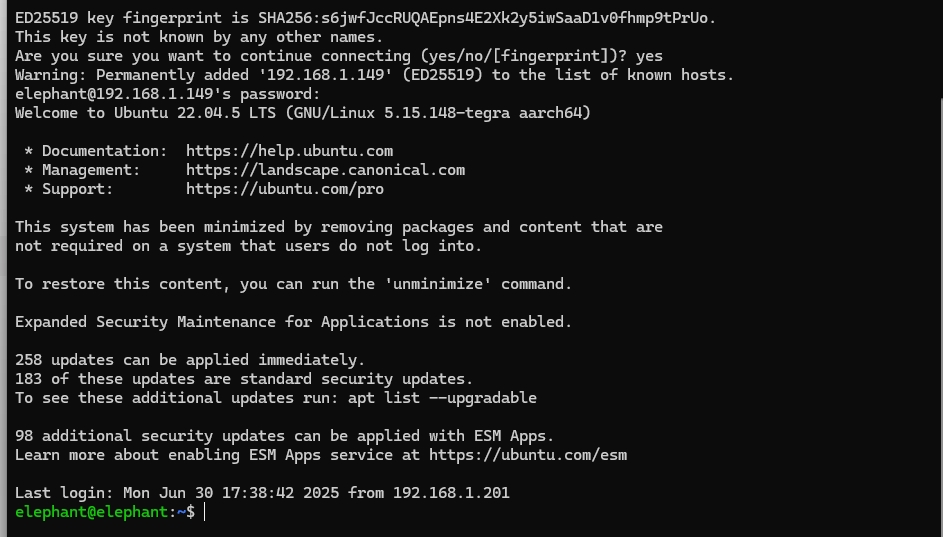 ED25519 key fingerprint is SHA256:s6jwfJccRUQAEpns4E2Xk2y5iwSaaD1v0fhmp9tPrUo.
This key is not known by any other names.
Are you sure you want to continue connecting (yes/no/[fingerprint])? yes
Warning: Permanently added '192.168.1.149' (ED25519) to the list of known hosts.
elephant@192.168.1.149's password:
Welcome to Ubuntu 22.04.5 LTS (GNU/Linux 5.15.148-tegra aarch64)

 * Documentation:  https://help.ubuntu.com
 * Management:     https://landscape.canonical.com
 * Support:        https://ubuntu.com/pro

This system has been minimized by removing packages and content that are
not required on a system that users do not log into.

To restore this content, you can run the 'unminimize' command.

Expanded Security Maintenance for Applications is not enabled.

258 updates can be applied immediately.
183 of these updates are standard security updates.
To see these additional updates run: apt list --upgradable

98 additional security updates can be applied with ESM Apps.
Learn more about enabling ESM Apps service at https://ubuntu.com/esm

Last login: Mon Jun 30 17:38:42 2025 from 192.168.1.201
elephant@elephant:~$